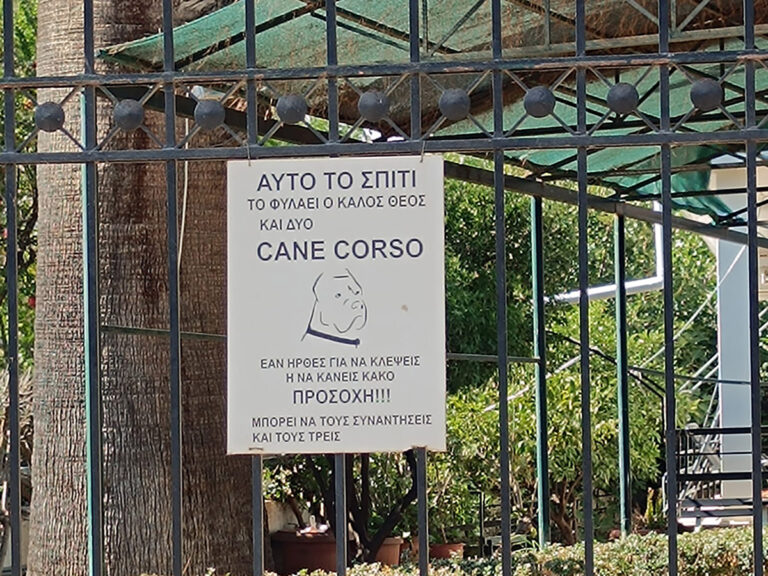 ΑΥΤΟ ΤΟ ΣΠΙΤΙ
ΤΟ ΦΥΛΑΕΙ Ο ΚΑΛΟΣ ΘΕΟΣ
ΚΑΙ ΔΥΟ
CANE CORSO
ΕΑΝ ΗΡΘΕΣ ΓΙΑ ΝΑ ΚΛΕΨΕΙΣ
Η ΝΑ ΚΑΝΕΙΣ ΚΑΚΟ
ΠΡΟΣΟΧΗ!!!
ΜΠΟΡΕΙ ΝΑ ΤΟΥΣ ΣΥΝΑΝΤΗΣΕΙΣ
ΚΑΙ ΤΟΥΣ ΤΡΕΙΣ